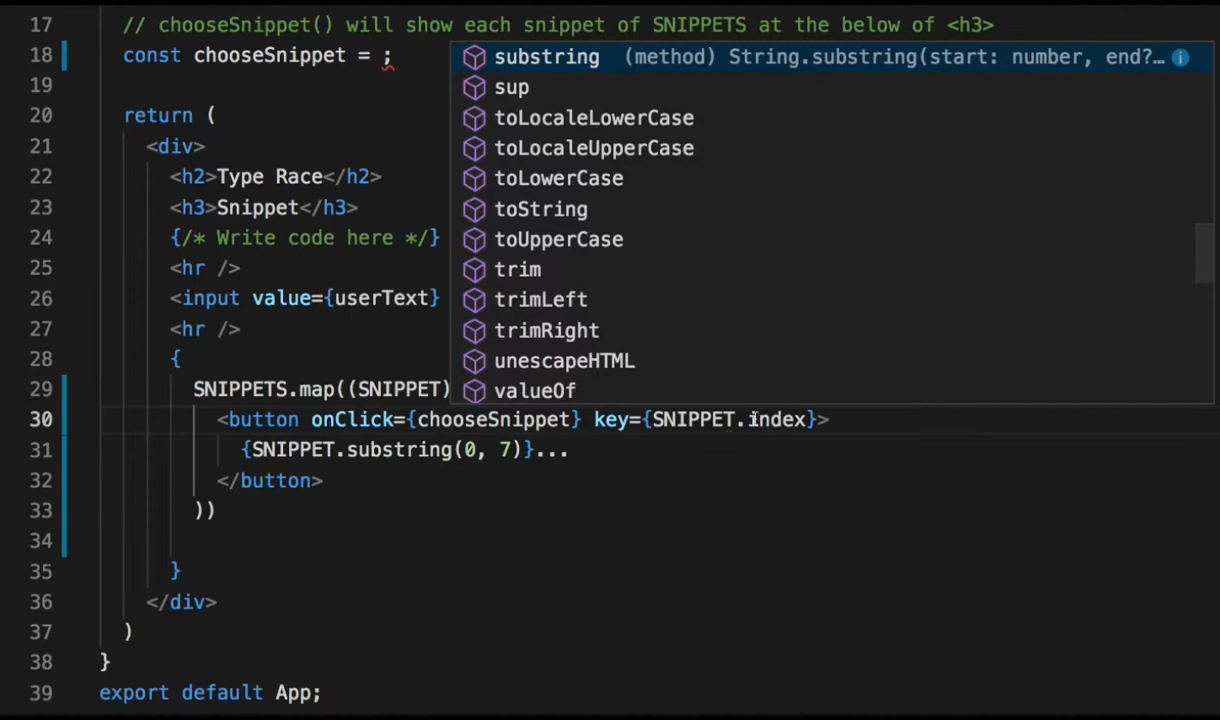 17 // chooseSnippet() will show each snippet of SNIPPETS at the below of <h3>
18 const chooseSnippet = ;
substring (method) String.substring(start: number, end?…
19
sup
20 return (
toLocaleLowerCase
21 <div>
toLocaleUpperCase
22 <h2>Type Race</h2>
toLowerCase
23 <h3>Snippet</h3>
toString
24 {/* Write code here */}
toUpperCase
25 <hr />
trim
26 <input value={userText}
trimLeft
27 <hr />
trimRight
28 {
unescapeHTML
29 SNIPPETS.map((SNIPPET)
valueOf
30 <button onClick={chooseSnippet} key={SNIPPET.index}>
31 {SNIPPET.substring(0, 7)}...
32 </button>
33 ))
34
35 }
36 </div>
37 )
38 }
39 export default App;